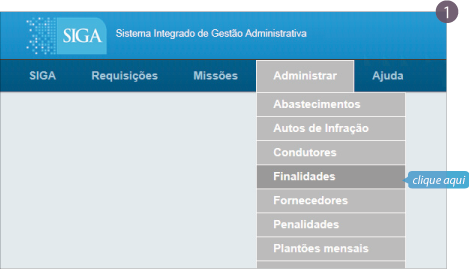 1
SIGA Sistema Integrado de Gestão Administrativa
SIGA Requisições Missões Administrar Ajuda
Abastecimentos
Autos de Infração
Condutores
Finalidades
clique aqui
Fornecedores
Penalidades
Plantões mensais